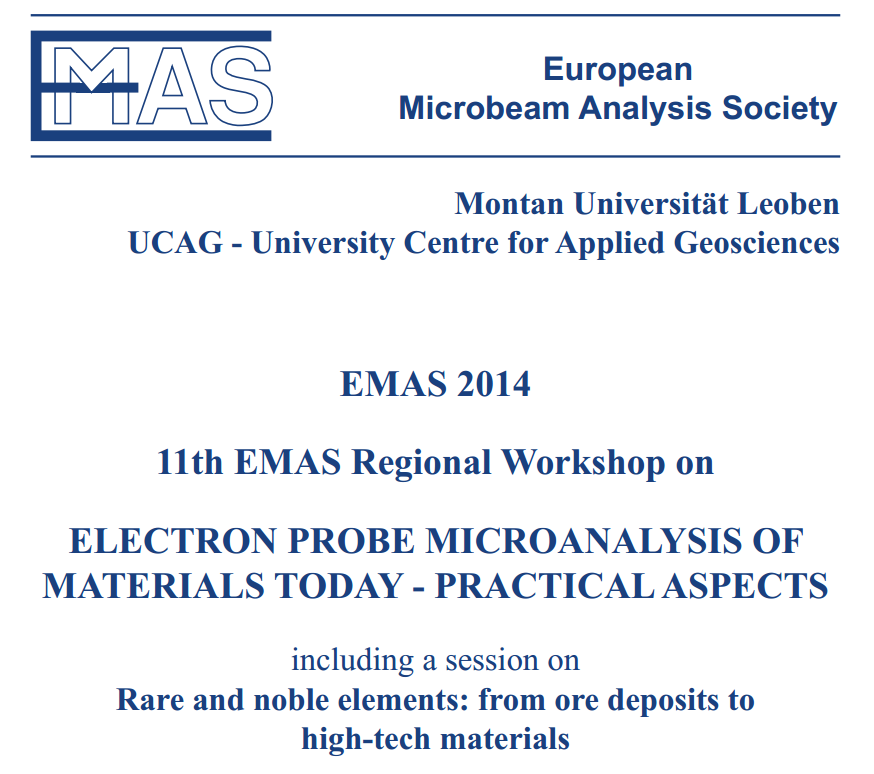 EMAS
European
Microbeam Analysis Society
Montan Universität Leoben
UCAG - University Centre for Applied Geosciences
EMAS 2014
11th EMAS Regional Workshop on
ELECTRON PROBE MICROANALYSIS OF
MATERIALS TODAY - PRACTICAL ASPECTS
including a session on
Rare and noble elements: from ore deposits to
high-tech materials